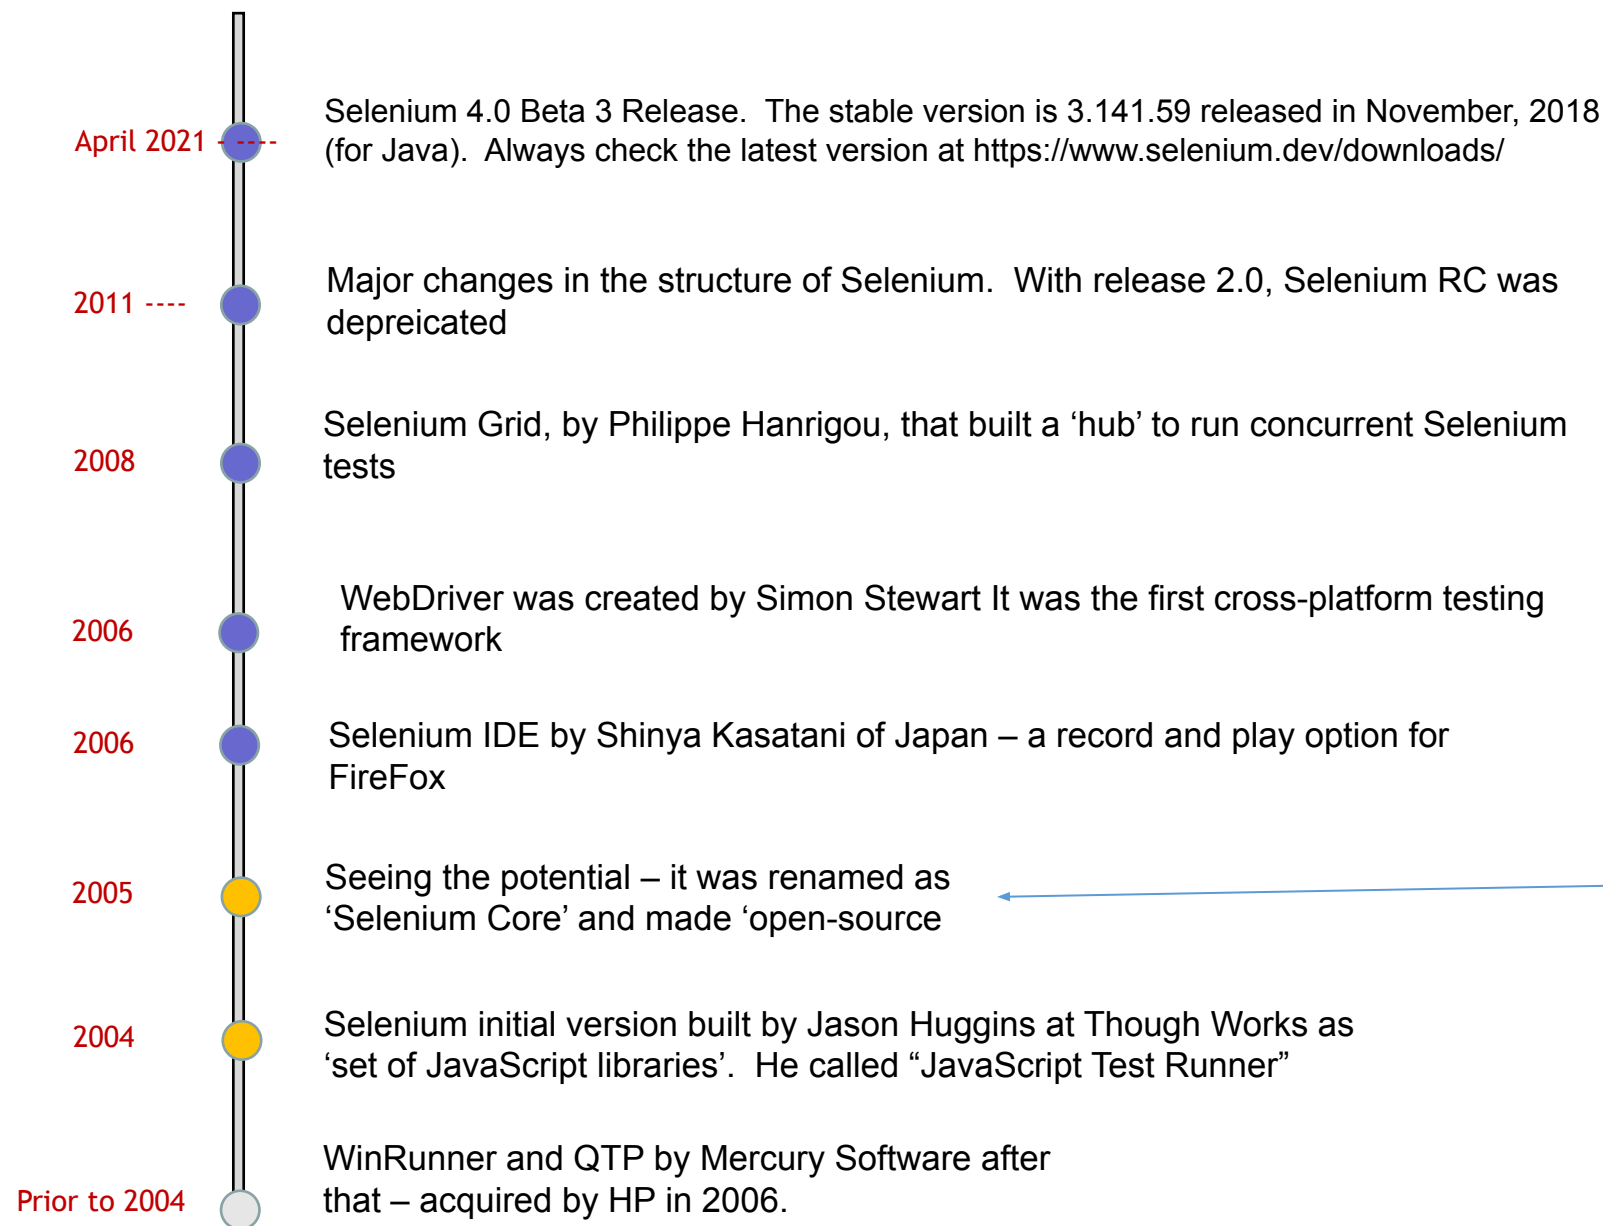 April 2021 - ----
Selenium 4.0 Beta 3 Release.  The stable version is 3.141.59 released in November, 2018
(for Java).  Always check the latest version at https://www.selenium.dev/downloads/
2011 ----
Major changes in the structure of Selenium.  With release 2.0, Selenium RC was
depreicated
2008
Selenium Grid, by Philippe Hanrigou, that built a ‘hub’ to run concurrent Selenium
tests
2006
WebDriver was created by Simon Stewart It was the first cross-platform testing
framework
2006
Selenium IDE by Shinya Kasatani of Japan – a record and play option for
FireFox
2005
Seeing the potential – it was renamed as
‘Selenium Core’ and made ‘open-source
2004
Selenium initial version built by Jason Huggins at Though Works as
‘set of JavaScript libraries’.  He called “JavaScript Test Runner”
Prior to 2004
WinRunner and QTP by Mercury Software after
that – acquired by HP in 2006.